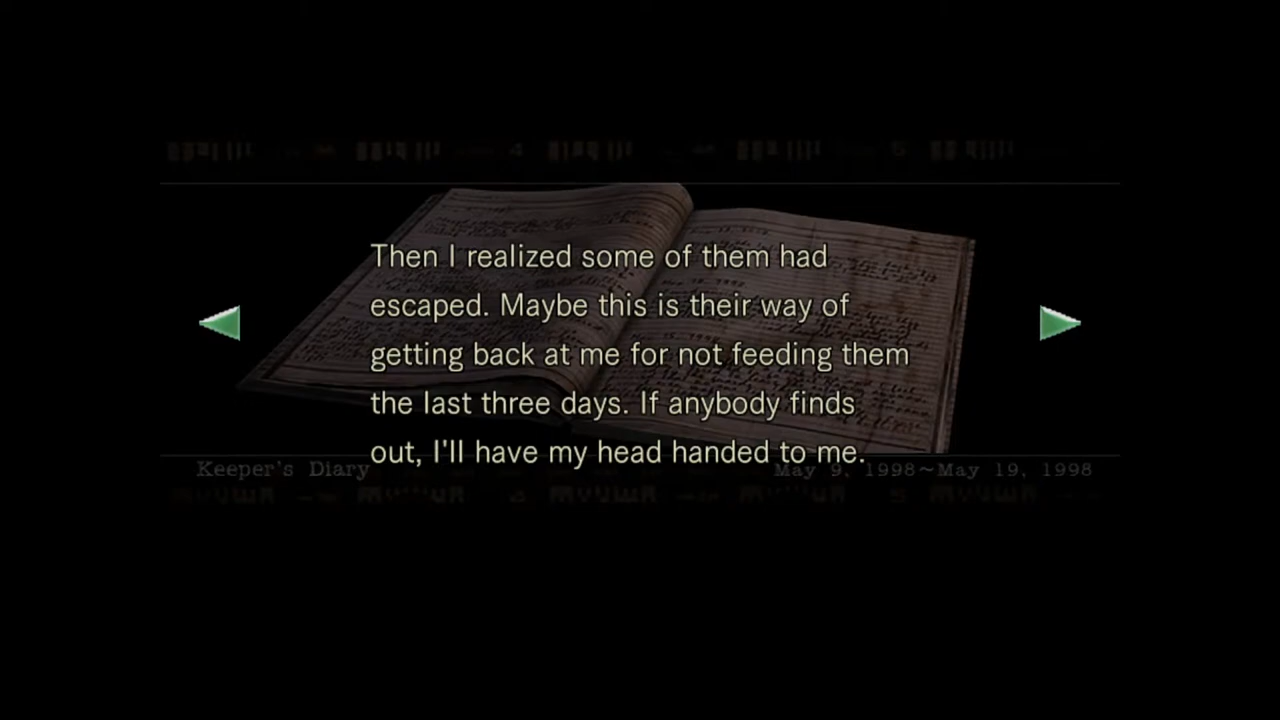 Then I realized some of them had
escaped. Maybe this is their way of
getting back at me for not feeding them
the last three days. If anybody finds
out, I'll have my head handed to me.
Keeper's Diary
May 9, 1998~May 19, 1998